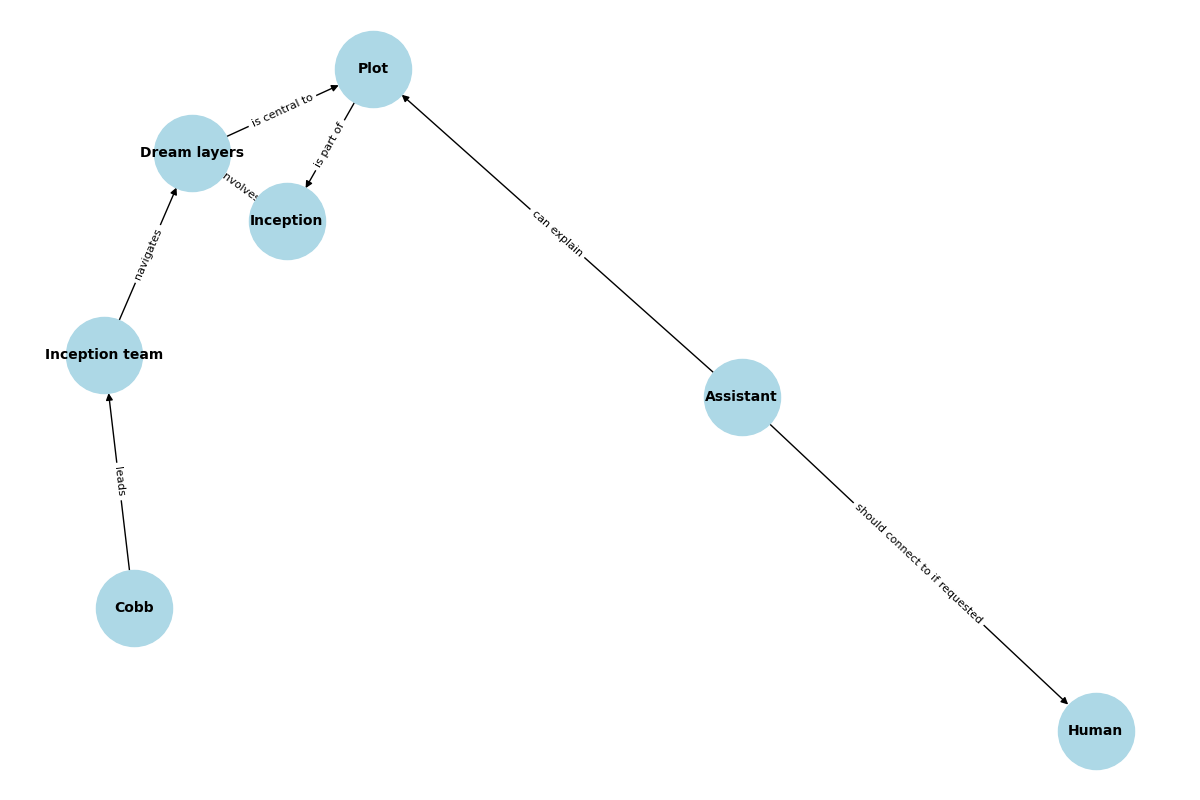 Plot
is central to
Dream layers
is part of
nvolves
Inception
can explain
navigates
Inception team
Assistant
leads
should connect to if requested
Cobb
Human